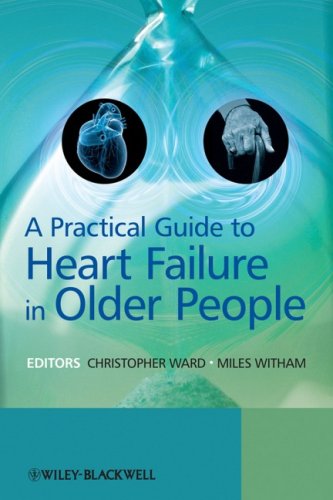 A Practical Guide to
Heart Failure
in Older People
EDITORS CHRISTOPHER WARD • MILES WITHAM
WILEY-BLACKWELL